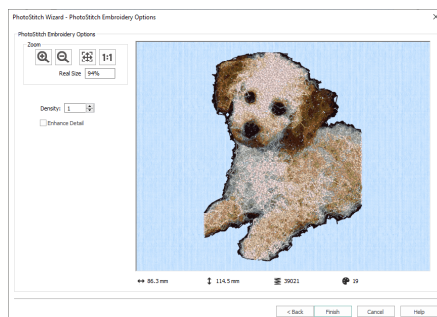 PhotoStitch Wizard - PhotoStitch Embroidery Options
PhotoStitch Embroidery Options
Zoom
1:1
Real Size 94%
Density: 1
Enhance Detail
86.3 mm 114.5 mm 39021 19
< Back Finish Cancel Help